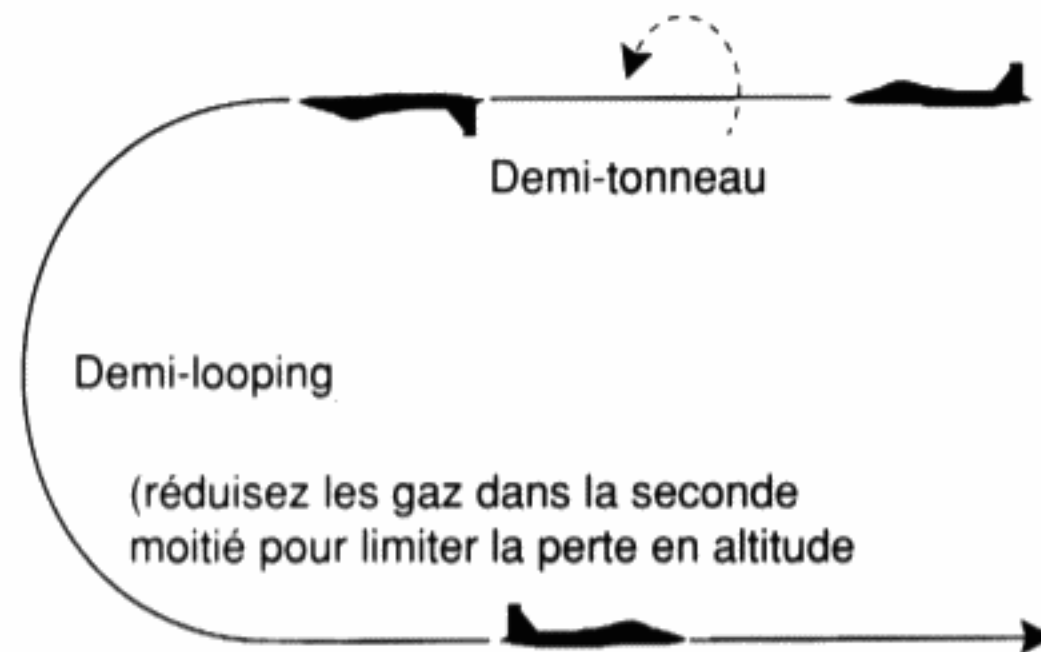 Demi-tonneau
Demi-looping
(réduisez les gaz dans la seconde
moitié pour limiter la perte en altitude